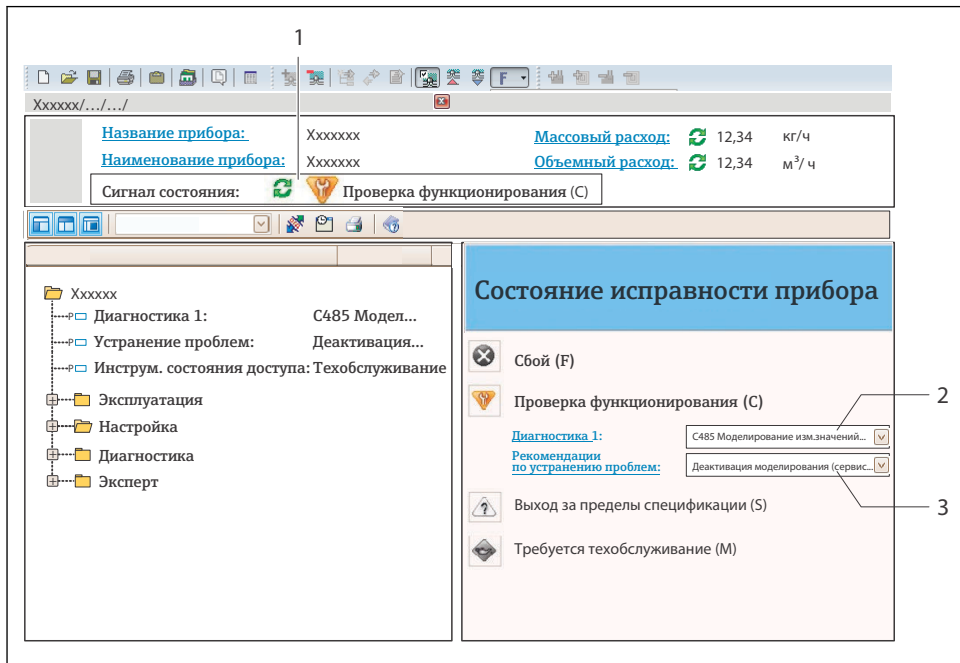 1
F
Xxxxxx/.../.../
Название прибора: Xxxxxxx Массовый расход: 12,34 кг/ч
Наименование прибора: Xxxxxxx Объемный расход: 12,34 м³/ ч
Сигнал состояния: Проверка функционирования (C)
Xxxxxx
Диагностика 1: C485 Модел...
Устранение проблем: Деактивация...
Инструм. состояния доступа: Техобслуживание
Эксплуатация
Настройка
Диагностика
Эксперт
Состояние исправности прибора
Сбой (F)
Проверка функционирования (C)
2
Диагностика 1: C485 Моделирование изм.значений...
Рекомендации
по устранению проблем: Деактивация моделирования (сервис...
3
Выход за пределы спецификации (S)
Требуется техобслуживание (M)